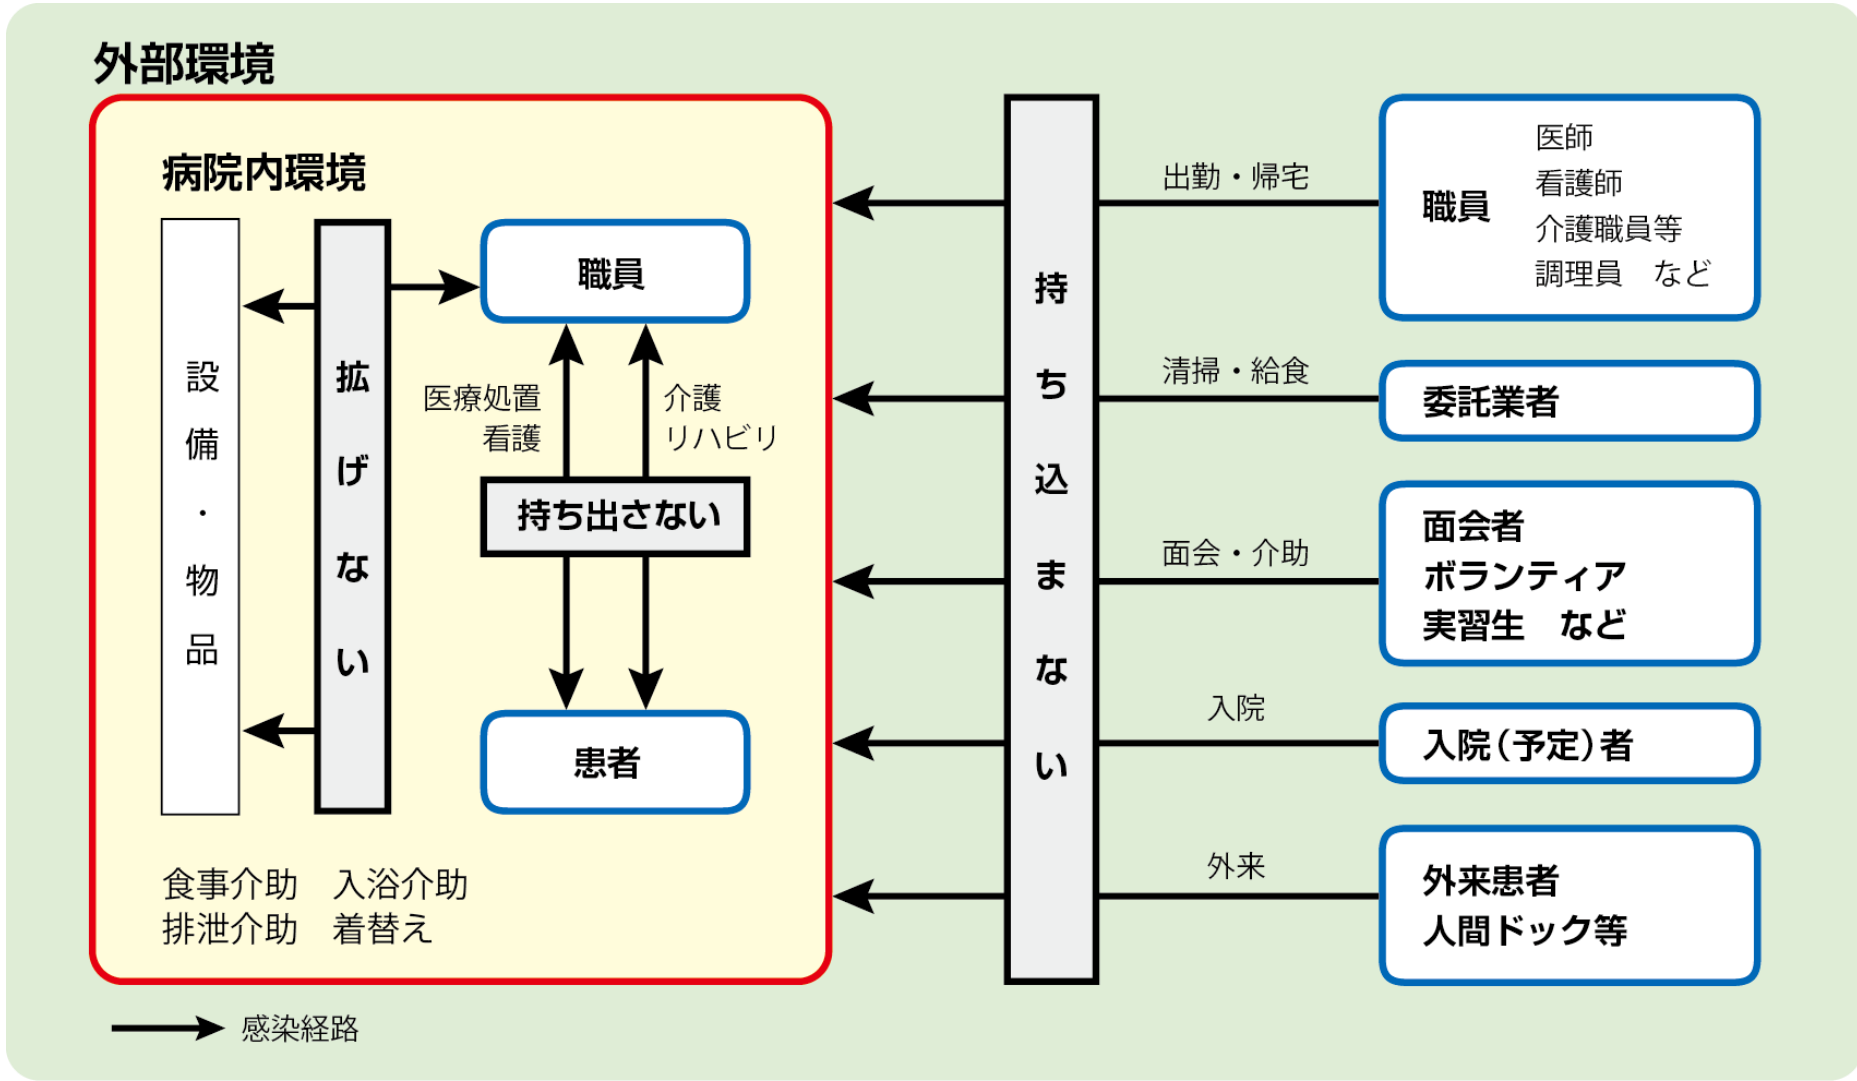 外部環境
病院内環境
設備・物品
拡げない
職員
医療処置
看護
介護
リハビリ
持ち出さない
患者
食事介助　入浴介助
排泄介助　着替え
感染経路
持ち込まない
出勤・帰宅
職員
医師
看護師
介護職員等
調理員　など
清掃・給食
委託業者
面会・介助
面会者
ボランティア
実習生　など
入院
入院（予定）者
外来
外来患者
人間ドック等